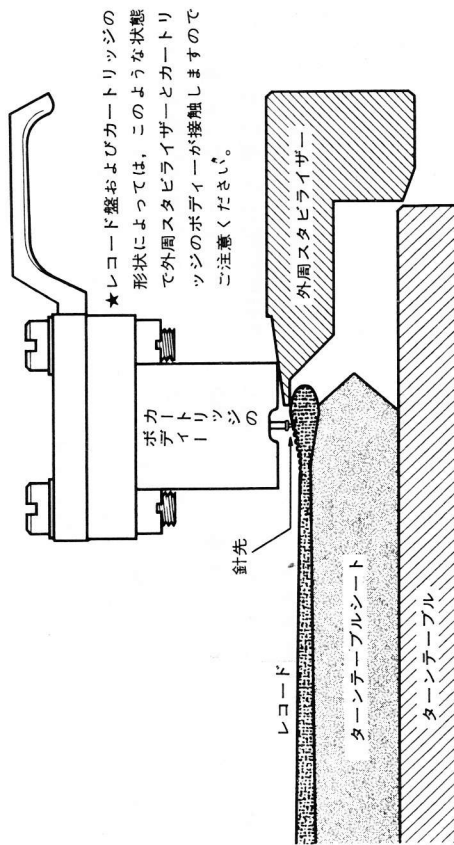 ★レコード盤およびカートリッジの
形状によっては，このような状態
で外周スタビライザーとカートリ
ッジのボディーが接触しますので
ご注意ください。
カートリッジの
ボディー
針先
外周スタビライザー
レコード
ターンテーブルシート
ターンテーブル